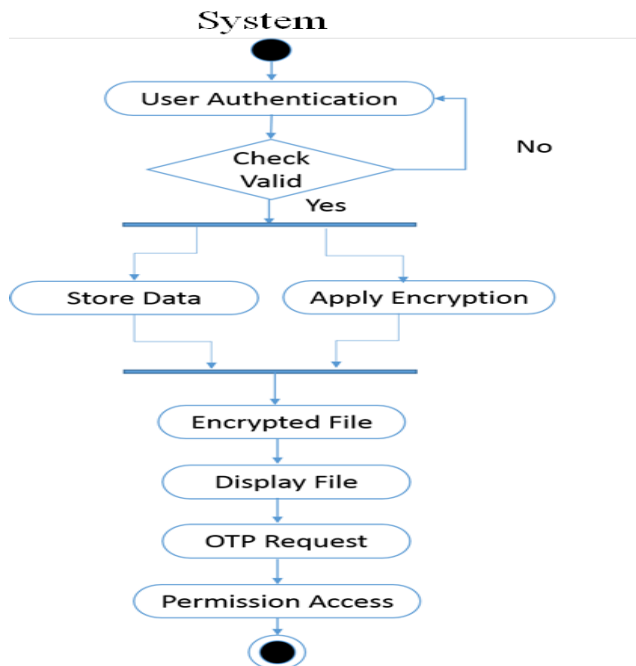 System
User Authentication
Check
Valid
No
Yes
Store Data
Apply Encryption
Encrypted File
Display File
OTP Request
Permission Access